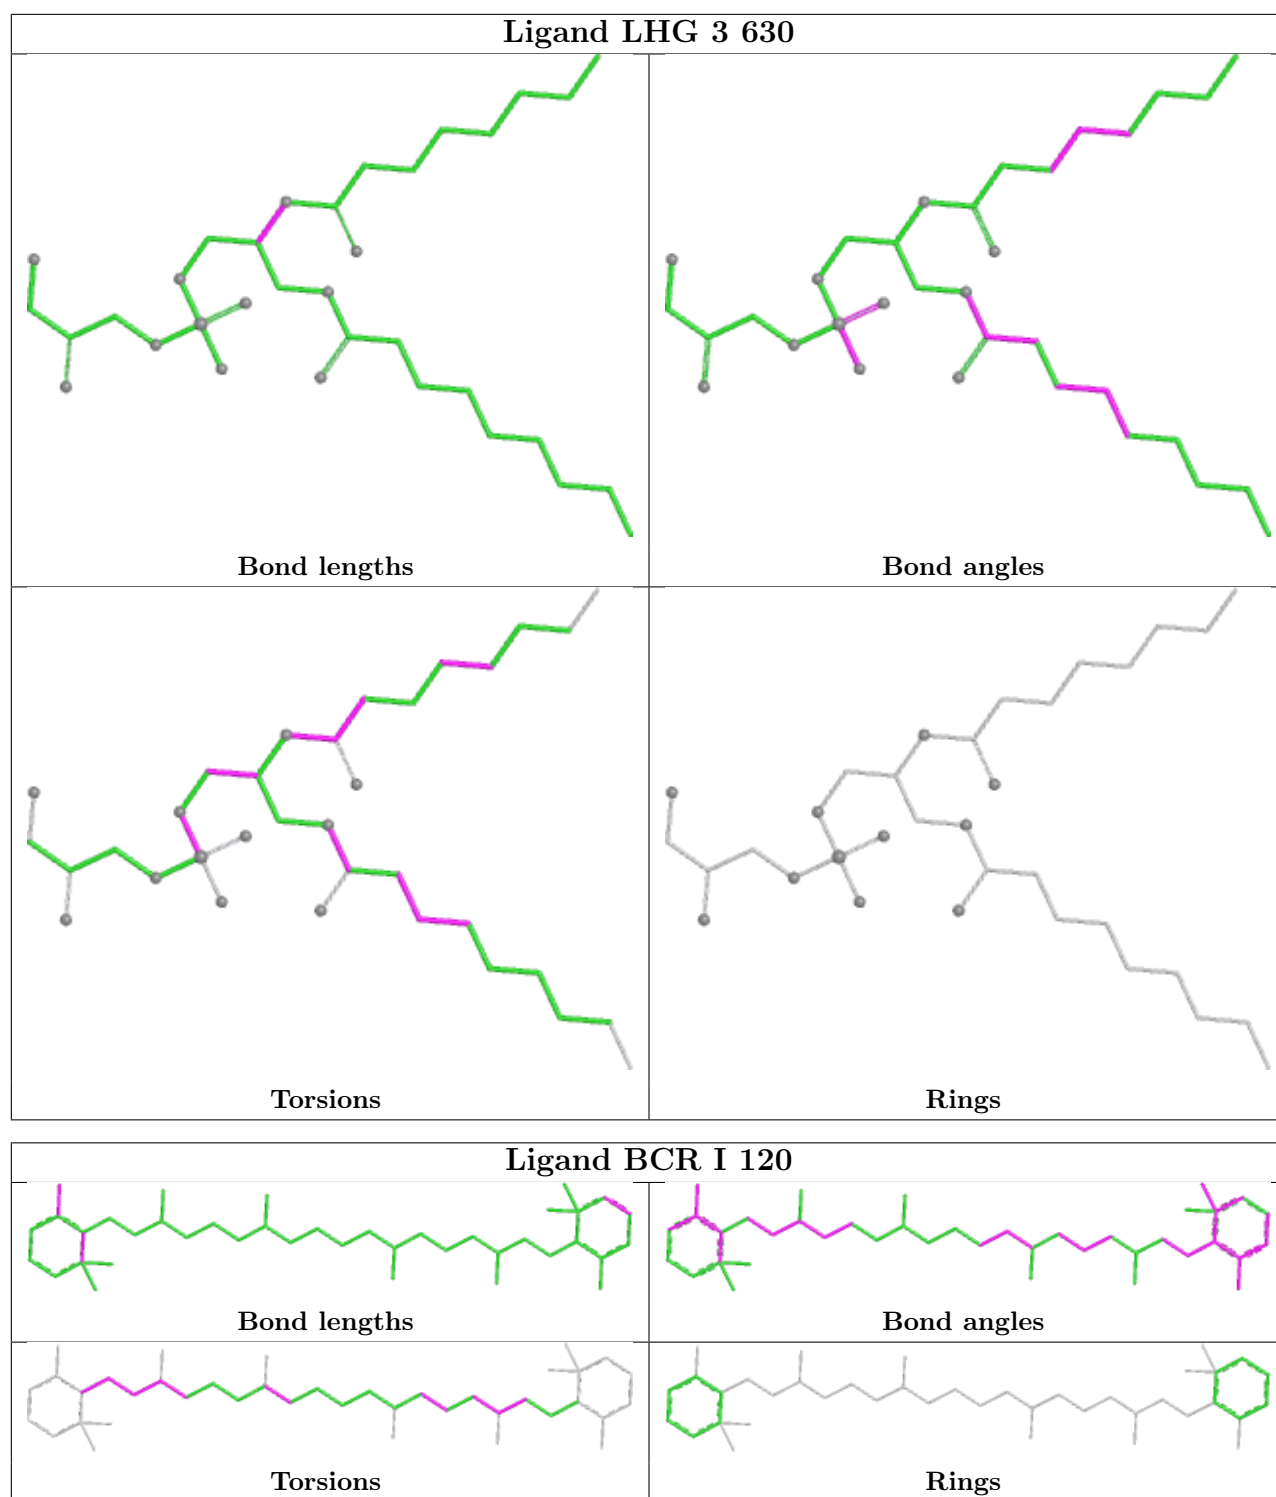 Ligand LHG 3 630
Bond lengths
Bond angles
Torsions
Rings
Ligand BCR I 120
Bond lengths
Bond angles
Torsions
Rings